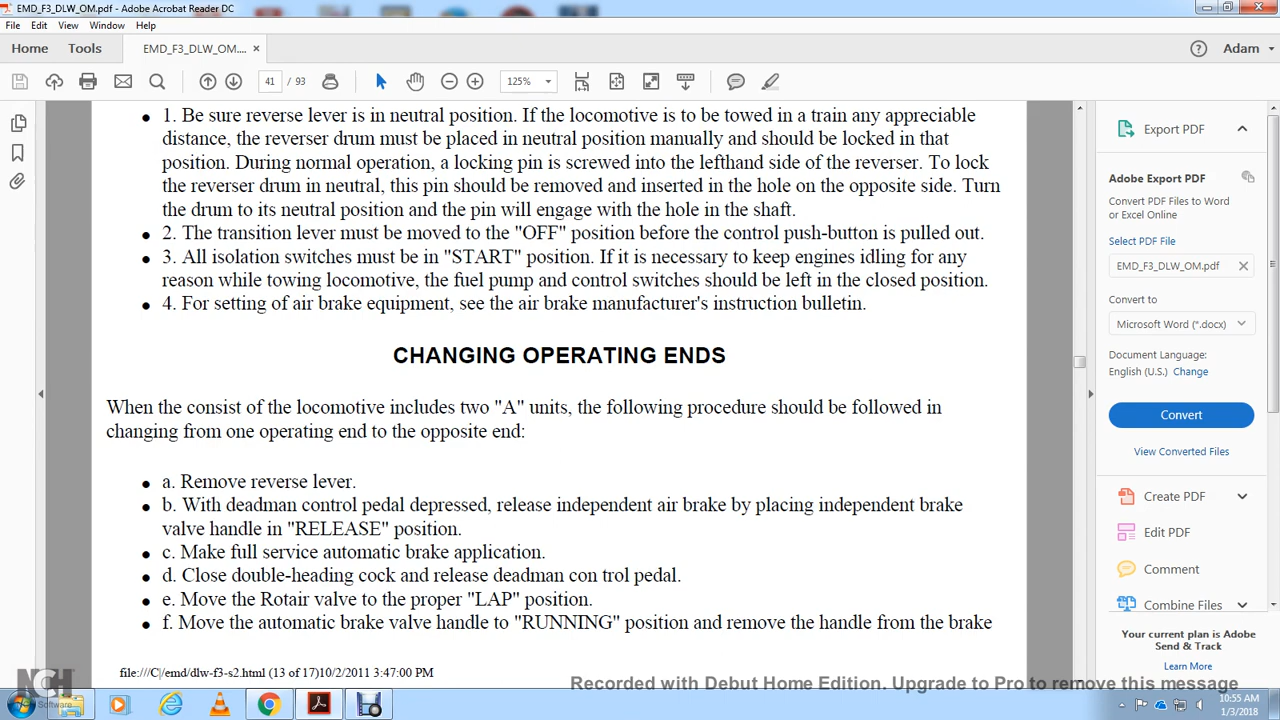 EMD_F3_DLW_OM.pdf - Adobe Acrobat Reader DC
File Edit View Window Help
Home Tools EMD_F3_DLW_OM.... × Adam
41 / 93 125%
• 1. Be sure reverse lever is in neutral position. If the locomotive is to be towed in a train any appreciable
distance, the reverser drum must be placed in neutral position manually and should be locked in that
position. During normal operation, a locking pin is screwed into the lefthand side of the reverser. To lock
the reverser drum in neutral, this pin should be removed and inserted in the hole on the opposite side. Turn
the drum to its neutral position and the pin will engage with the hole in the shaft.
• 2. The transition lever must be moved to the "OFF" position before the control push-button is pulled out.
• 3. All isolation switches must be in "START" position. If it is necessary to keep engines idling for any
reason while towing locomotive, the fuel pump and control switches should be left in the closed position.
• 4. For setting of air brake equipment, see the air brake manufacturer's instruction bulletin.
CHANGING OPERATING ENDS
When the consist of the locomotive includes two "A" units, the following procedure should be followed in
changing from one operating end to the opposite end:
• a. Remove reverse lever.
• b. With deadman control pedal depressed, release independent air brake by placing independent brake
valve handle in "RELEASE" position.
• c. Make full service automatic brake application.
• d. Close double-heading cock and release deadman con trol pedal.
• e. Move the Rotair valve to the proper "LAP" position.
• f. Move the automatic brake valve handle to "RUNNING" position and remove the handle from the brake
file:///C|/emd/dlw-f3-s2.html (13 of 17)10/2/2011 3:47:00 PM
Export PDF
Adobe Export PDF
Convert PDF Files to Word
or Excel Online
Select PDF File
EMD_F3_DLW_OM.pdf
Convert to
Microsoft Word (*.docx)
Document Language:
English (U.S.) Change
Convert
View Converted Files
Create PDF
Edit PDF
Comment
Combine Files
Your current plan is Adobe
Send & Track
Learn More
NCH
Software
Recorded with Debut Home Edition. Upgrade to Pro to remove this message
10:55 AM
1/3/2018